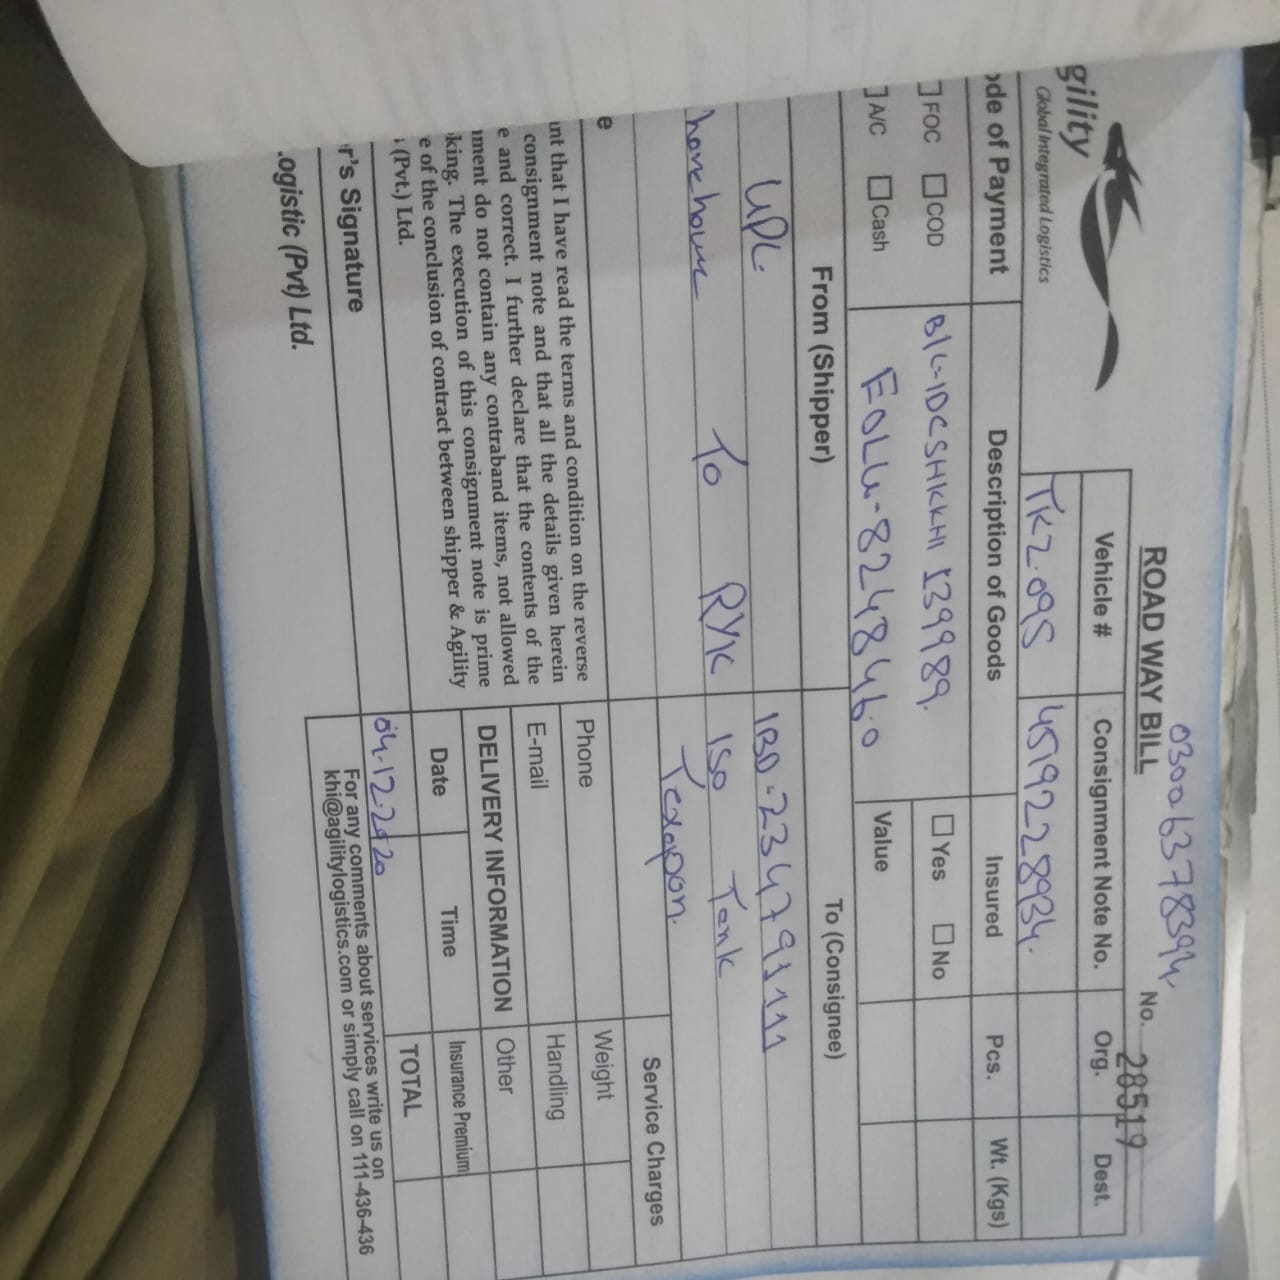 03006378394
ROAD WAY BILL
No. 28519
gility
Global Integrated Logistics
Vehicle # Consignment Note No. Org. Dest.
TKZ.095 4519228934.
ode of Payment Description of Goods Insured Pcs. Wt. (Kgs)
FOC COD B/L-IDCSHKKHI 139989. Yes No
A/C Cash EOLU-8248460 Value
From (Shipper) To (Consignee)
UPL IBD-234791111
To RYK ISO Tank
Texapon.
Service Charges
e
Phone Weight
E-mail Handling
DELIVERY INFORMATION Other
Date Time Insurance Premium
TOTAL
04.12.2020
ant that I have read the terms and condition on the reverse
consignment note and that all the details given herein
e and correct. I further declare that the contents of the
nment do not contain any contraband items, not allowed
king. The execution of this consignment note is prime
e of the conclusion of contract between shipper & Agility
s (Pvt.) Ltd.
r's Signature
For any comments about services write us on
khi@agilitylogistics.com or simply call on 111-436-436
Logistic (Pvt) Ltd.